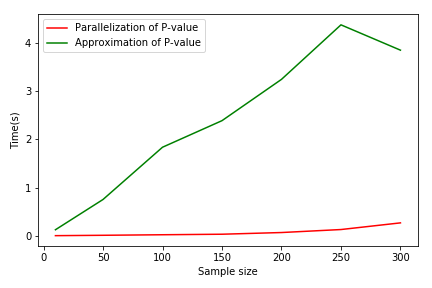 Parallelization of P-value
Approximation of P-value
4
3
2
1
0
Time(s)
0 50 100 150 200 250 300
Sample size